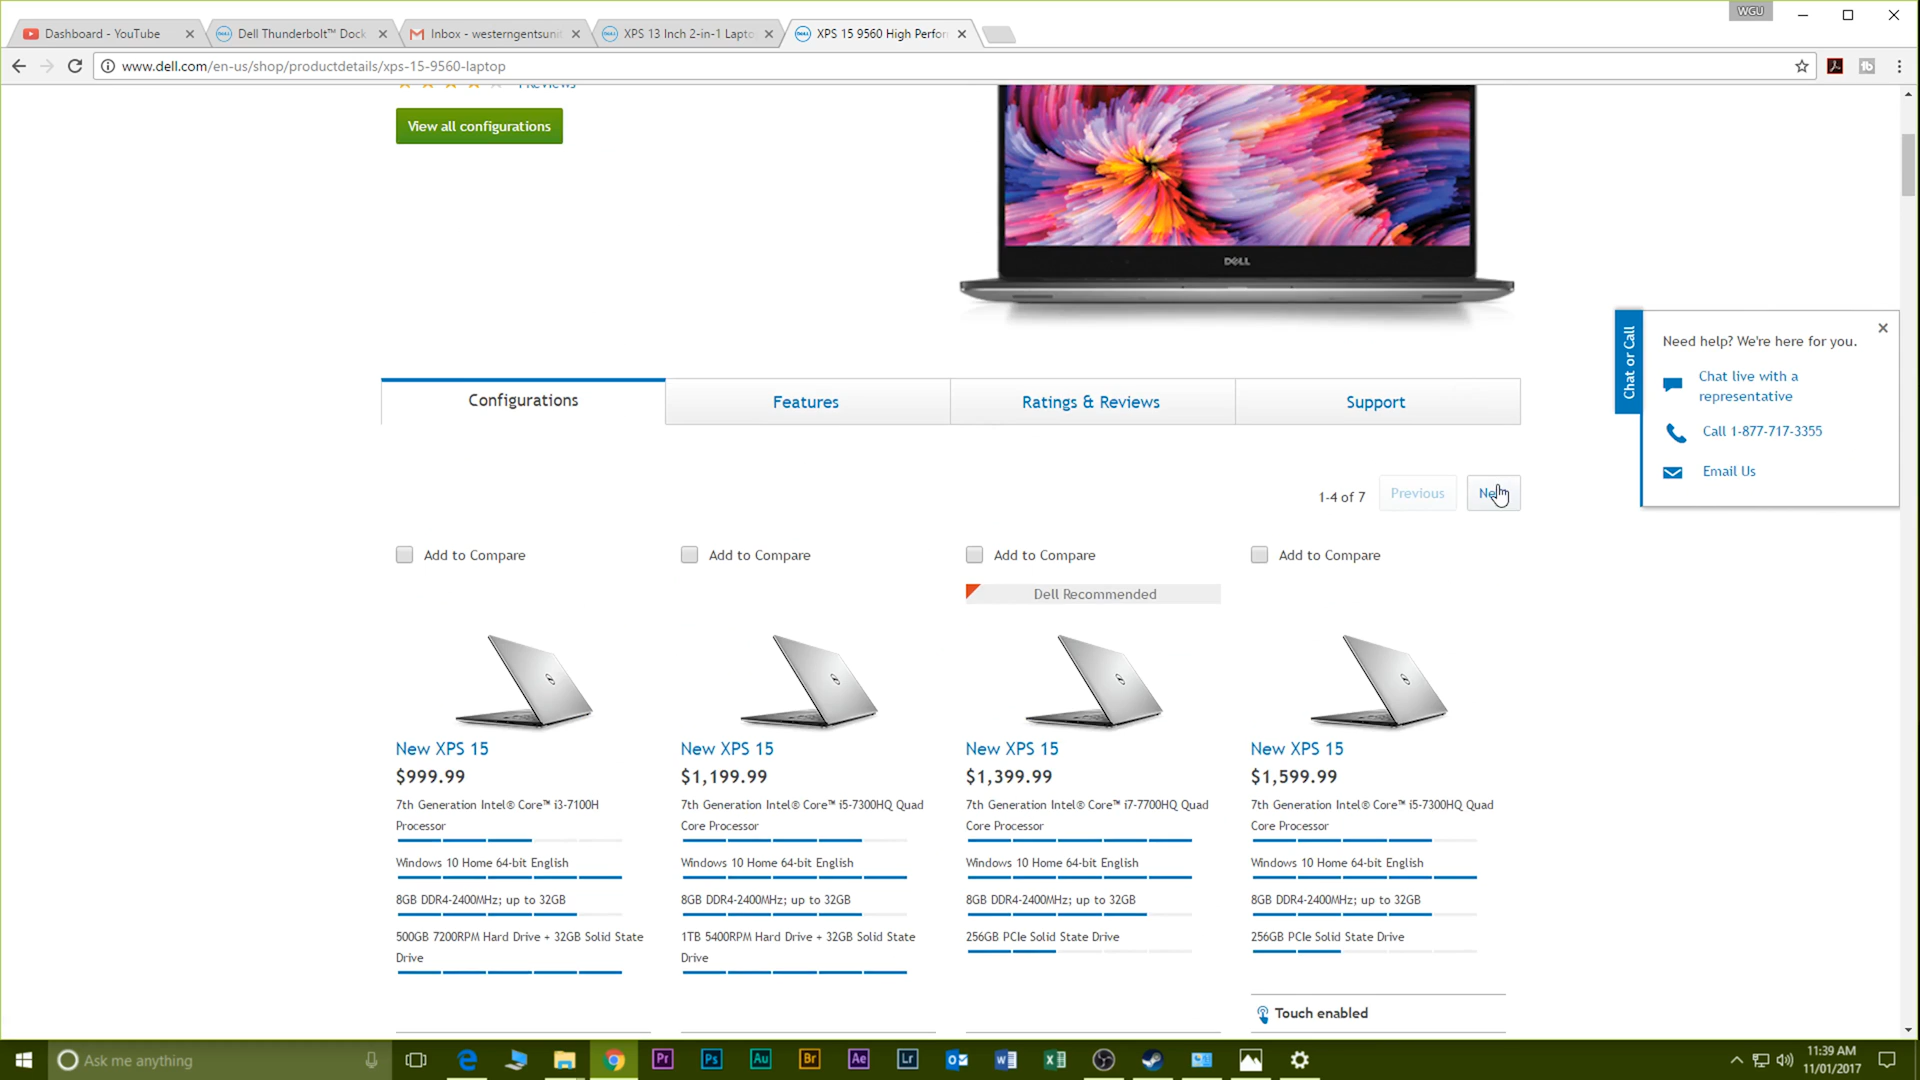 WGU
Dashboard - YouTube
Dell Thunderbolt™ Dock
Inbox - westerngentsuni
XPS 13 Inch 2-in-1 Lapto
XPS 15 9560 High Perfor
www.dell.com/en-us/shop/productdetails/xps-15-9560-laptop
View all configurations
DELL
Configurations
Features
Ratings & Reviews
Support
Chat or Call
Need help? We're here for you.
Chat live with a
representative
Call 1-877-717-3355
Email Us
1-4 of 7
Previous
Add to Compare
Add to Compare
Add to Compare
Add to Compare
Dell Recommended
New XPS 15
$999.99
7th Generation Intel® Core™ i3-7100H
Processor
Windows 10 Home 64-bit English
8GB DDR4-2400MHz; up to 32GB
500GB 7200RPM Hard Drive + 32GB Solid State
Drive
New XPS 15
$1,199.99
7th Generation Intel® Core™ i5-7300HQ Quad
Core Processor
Windows 10 Home 64-bit English
8GB DDR4-2400MHz; up to 32GB
1TB 5400RPM Hard Drive + 32GB Solid State
Drive
New XPS 15
$1,399.99
7th Generation Intel® Core™ i7-7700HQ Quad
Core Processor
Windows 10 Home 64-bit English
8GB DDR4-2400MHz; up to 32GB
256GB PCIe Solid State Drive
New XPS 15
$1,599.99
7th Generation Intel® Core™ i5-7300HQ Quad
Core Processor
Windows 10 Home 64-bit English
8GB DDR4-2400MHz; up to 32GB
256GB PCIe Solid State Drive
Touch enabled
Ask me anything
Pr
Ps
Au
Br
Ae
Lr
11:39 AM
11/01/2017